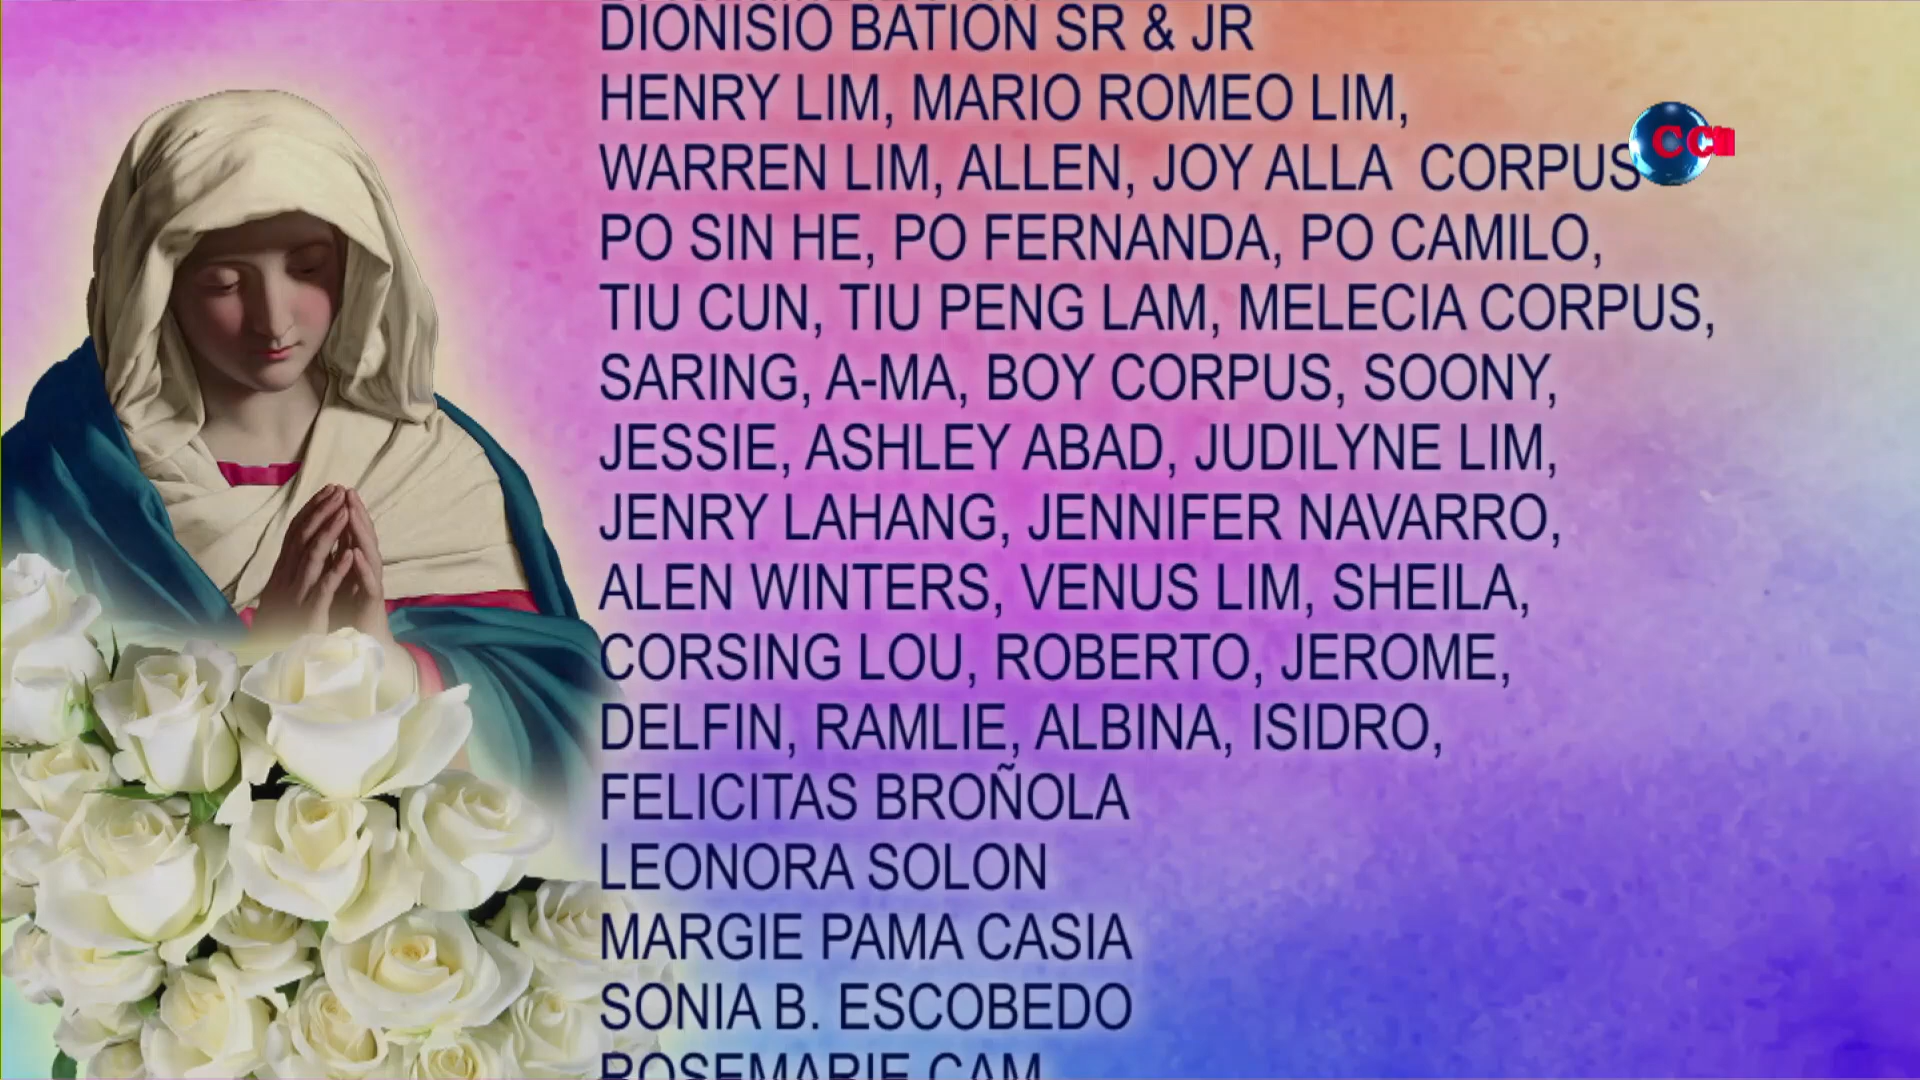 DIONISIO BATION SR & JR
HENRY LIM, MARIO ROMEO LIM,
WARREN LIM, ALLEN, JOY ALLA CORPUS
PO SIN HE, PO FERNANDA, PO CAMILO,
TIU CUN, TIU PENG LAM, MELECIA CORPUS,
SARING, A-MA, BOY CORPUS, SOONY,
JESSIE, ASHLEY ABAD, JUDILYNE LIM,
JENRY LAHANG, JENNIFER NAVARRO,
ALEN WINTERS, VENUS LIM, SHEILA,
CORSING LOU, ROBERTO, JEROME,
DELFIN, RAMLIE, ALBINA, ISIDRO,
FELICITAS BROÑOLA
LEONORA SOLON
MARGIE PAMA CASIA
SONIA B. ESCOBEDO
ROSEMARIE CAM